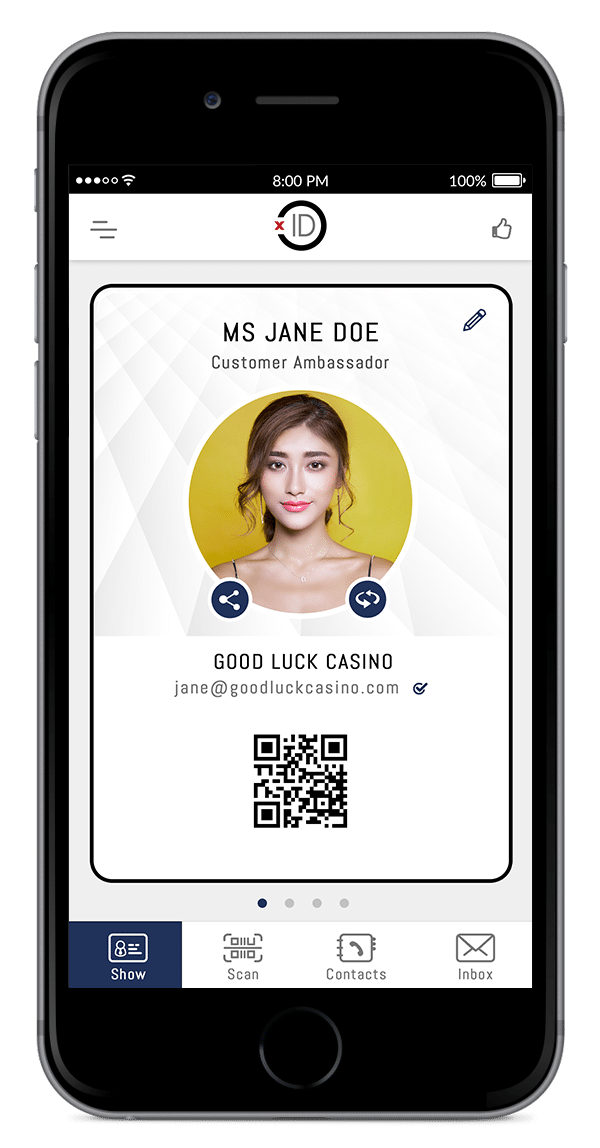 8:00 PM
100%
xID
MS JANE DOE
Customer Ambassador
GOOD LUCK CASINO
jane@goodluckcasino.com
Show
Scan
Contacts
Inbox